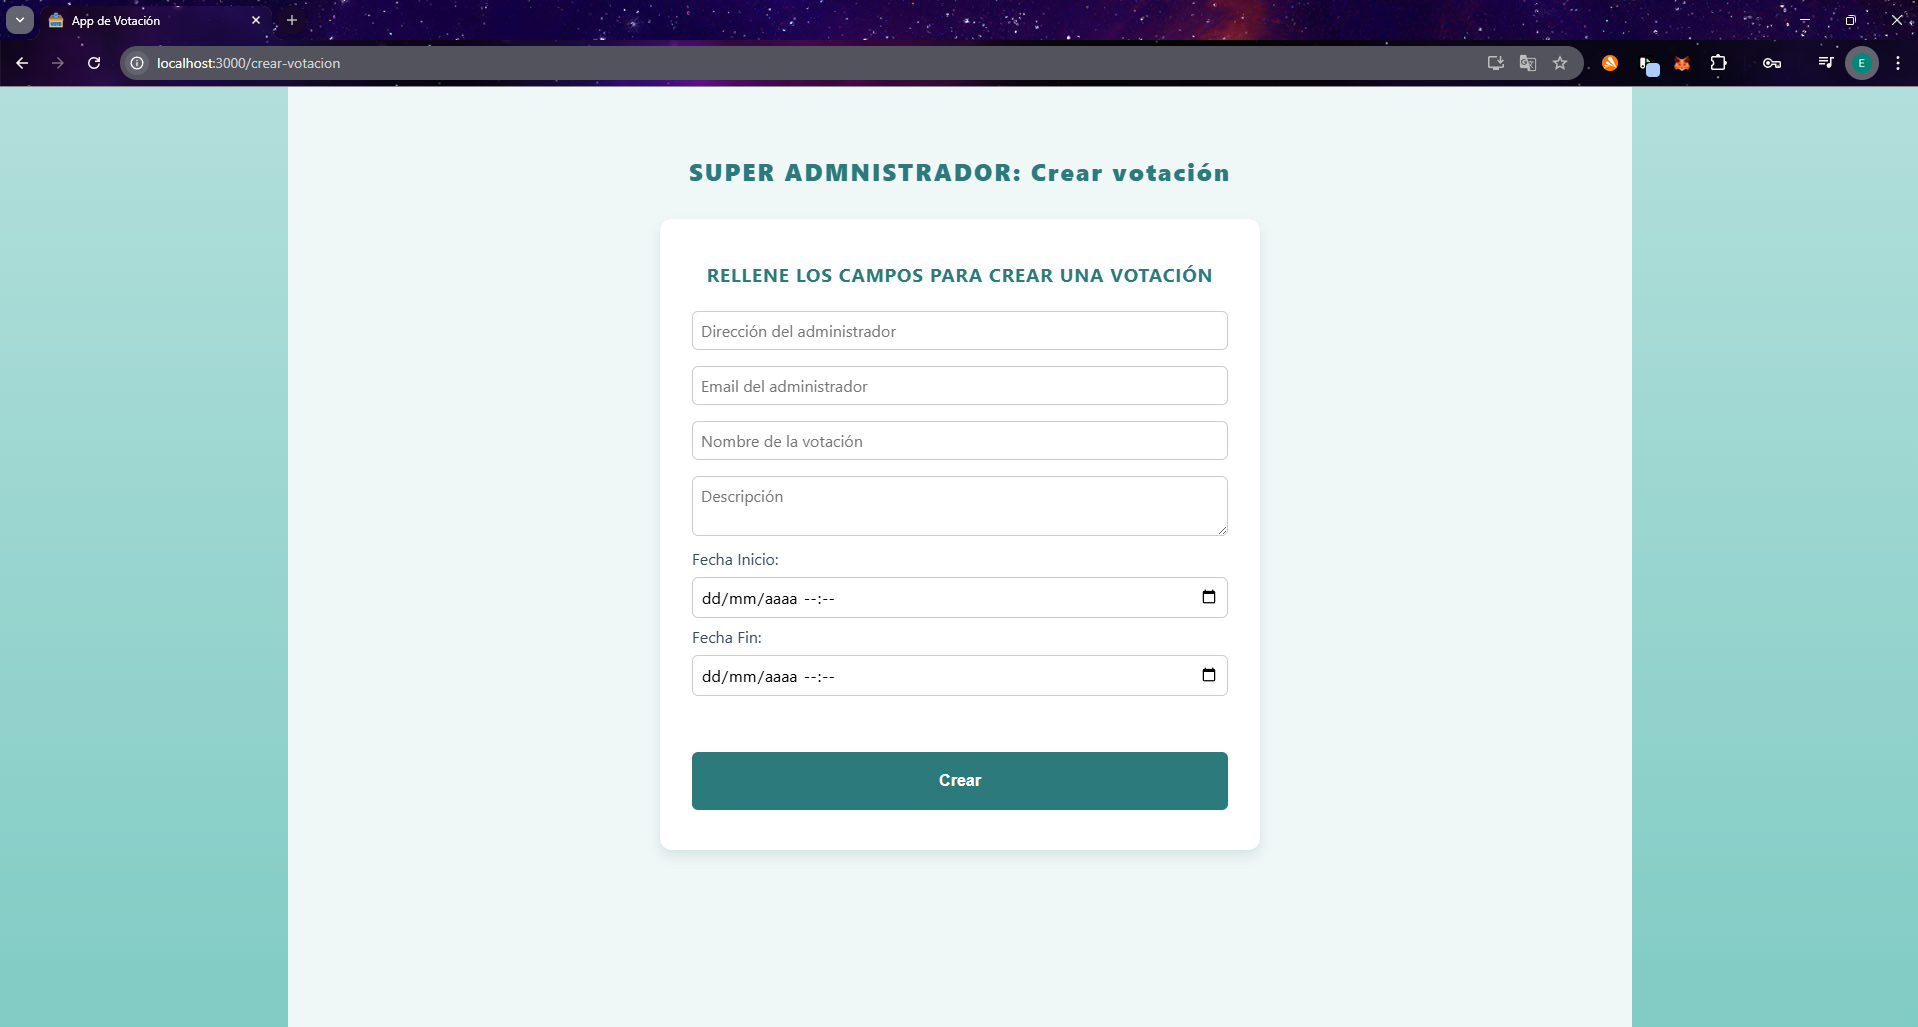 App de Votación
localhost:3000/crear-votacion
E
SUPER ADMNISTRADOR: Crear votación
RELLENE LOS CAMPOS PARA CREAR UNA VOTACIÓN
Dirección del administrador
Email del administrador
Nombre de la votación
Descripción
Fecha Inicio:
dd/mm/aaaa --:--
Fecha Fin:
dd/mm/aaaa --:--
Crear